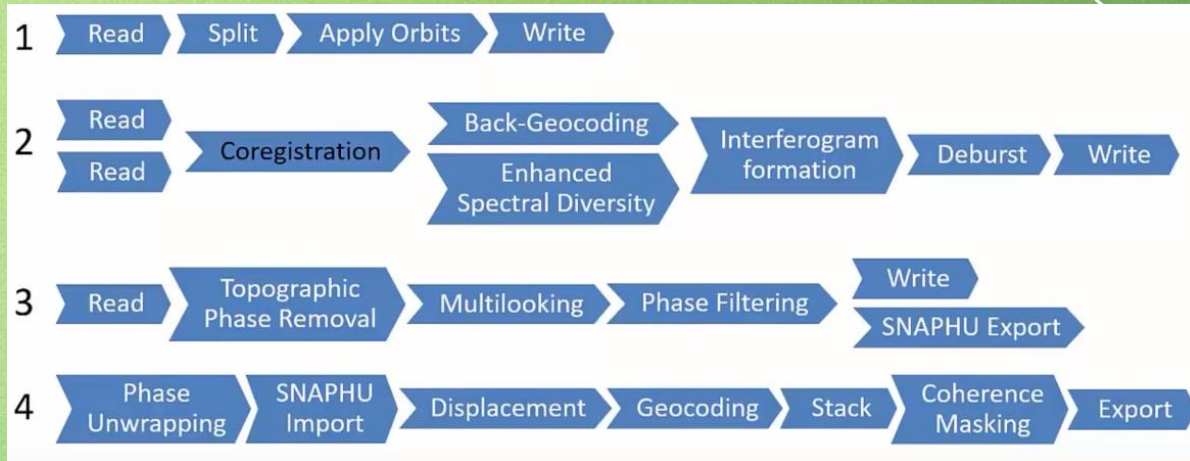 1 Read Split Apply Orbits Write
2 Read Read Coregistration Back-Geocoding Enhanced Spectral Diversity Interferogram formation Deburst Write
3 Read Topographic Phase Removal Multilooking Phase Filtering Write SNAPHU Export
4 Phase Unwrapping SNAPHU Import Displacement Geocoding Stack Coherence Masking Export